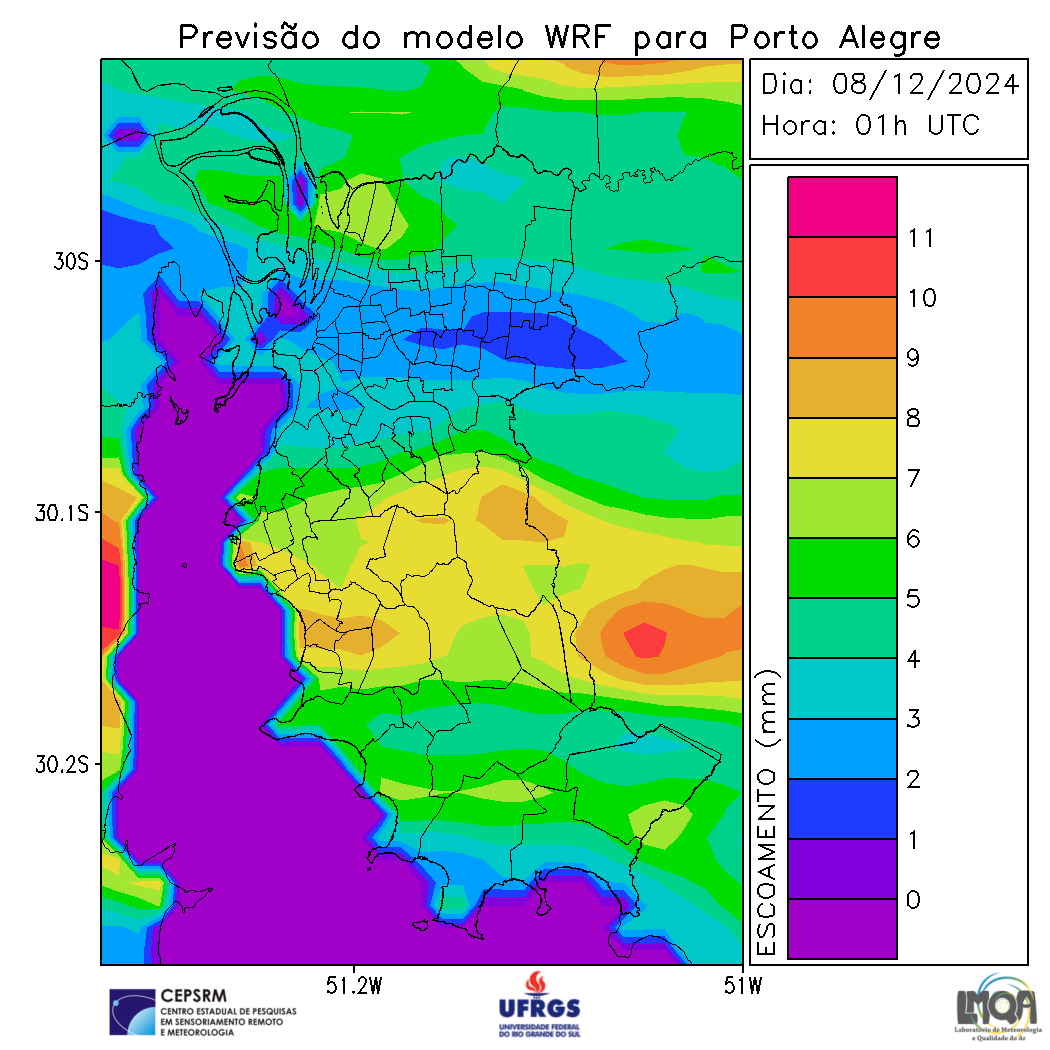 Previsão do modelo WRF para Porto Alegre
Dia: 08/12/2024
Hora: 01h UTC
30S
30.1S
30.2S
51.2W
51W
11
10
9
8
7
6
5
4
3
2
1
0
ESCOAMENTO (mm)
CEPSRM
CENTRO ESTADUAL DE PESQUISAS
EM SENSORIAMENTO REMOTO
E METEOROLOGIA
UFRGS
UNIVERSIDADE FEDERAL
DO RIO GRANDE DO SUL
LMQA
Laboratório de Meteorologia
e Qualidade do Ar